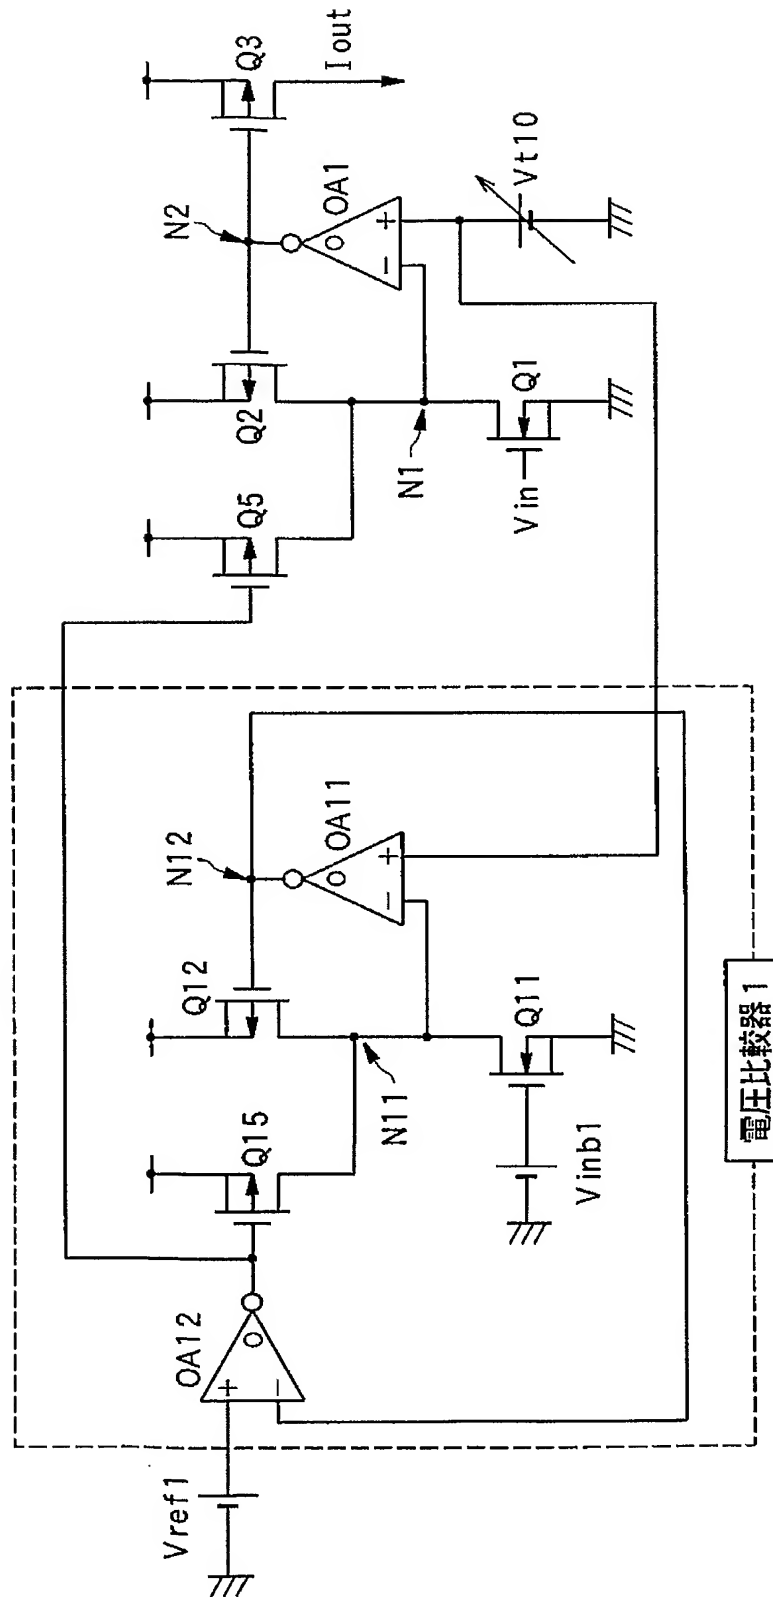 Vref1
OA12
+
−
O
Q15
Q12
N12
OA11
O
−
+
N11
Q11
Vinb1
電圧比較器1
Q5
Q2
N2
Q3
Iout
OA1
O
−
+
N1
Q1
Vin
Vt10